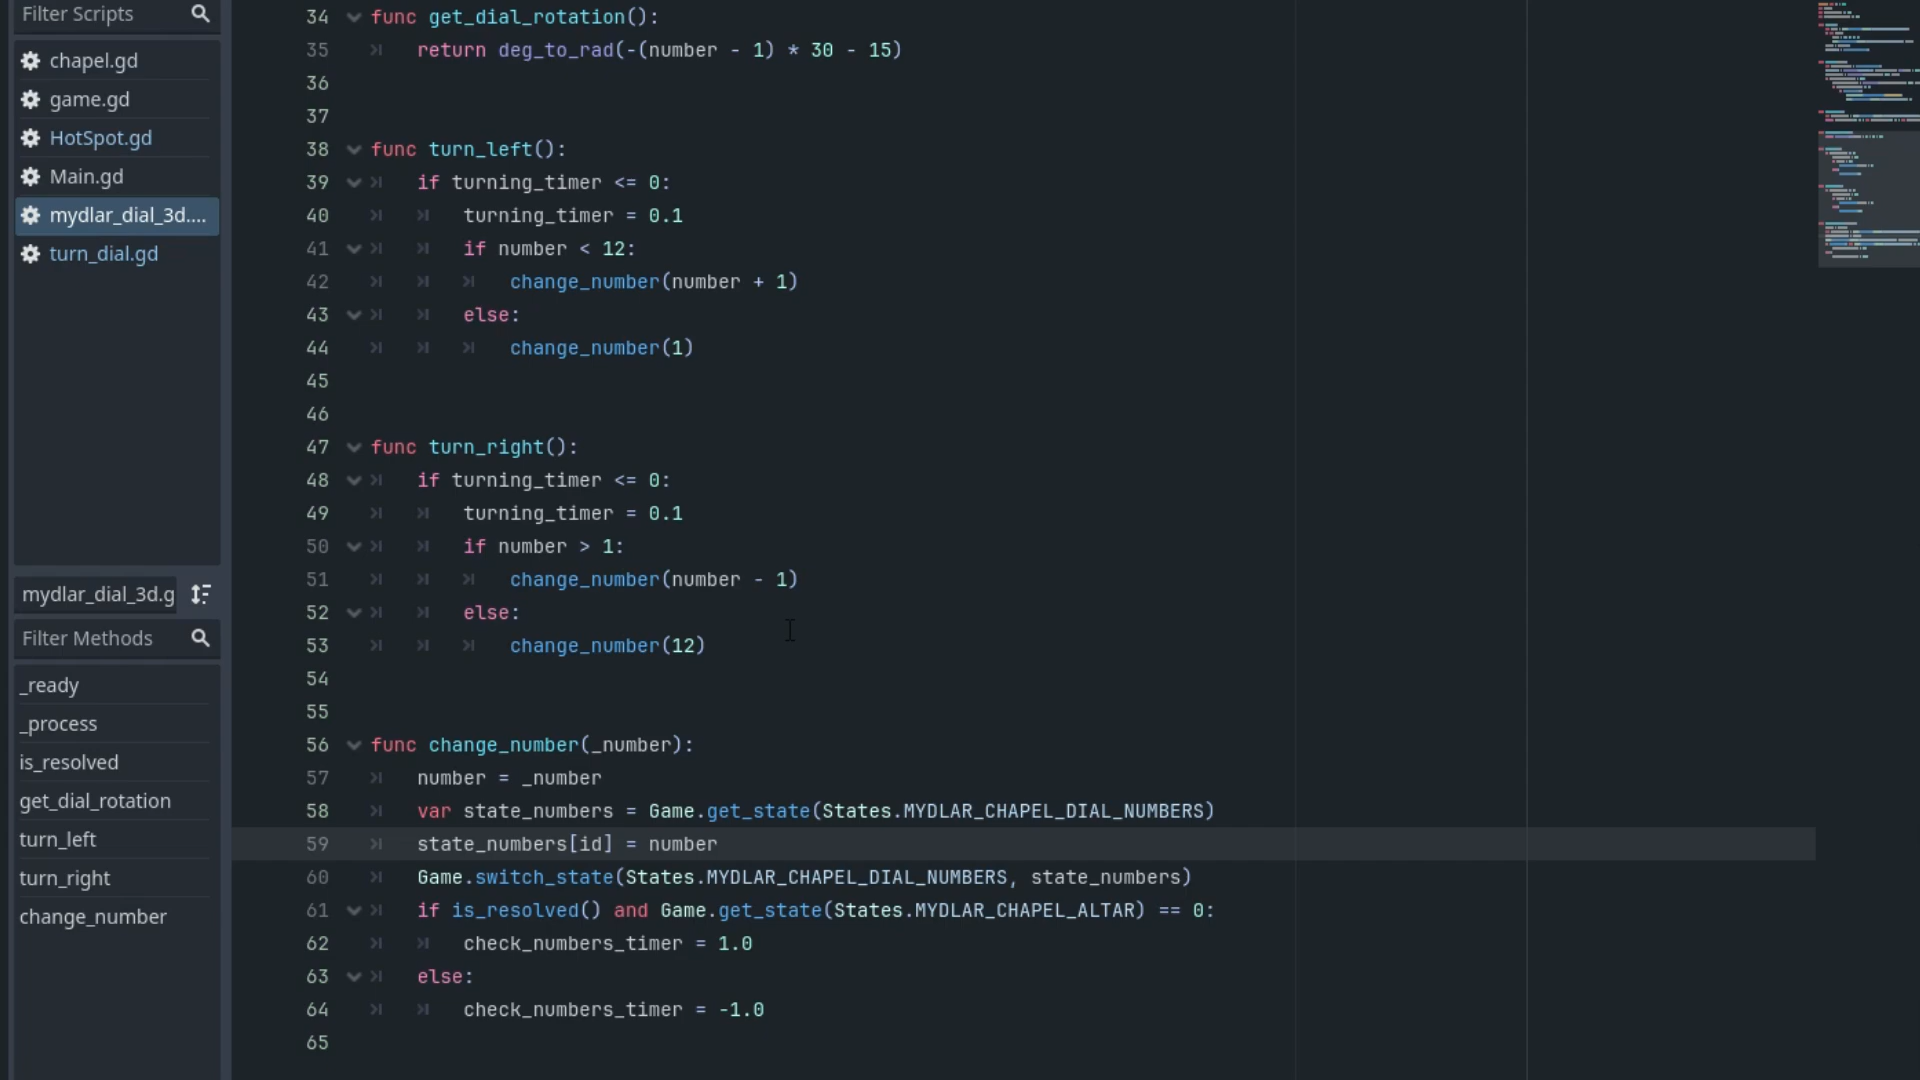 Filter Scripts
chapel.gd
game.gd
HotSpot.gd
Main.gd
mydlar_dial_3d....
turn_dial.gd
mydlar_dial_3d.g
Filter Methods
_ready
_process
is_resolved
get_dial_rotation
turn_left
turn_right
change_number
34 func get_dial_rotation():
35 return deg_to_rad(-(number - 1) * 30 - 15)
36
37
38 func turn_left():
39 if turning_timer <= 0:
40 turning_timer = 0.1
41 if number < 12:
42 change_number(number + 1)
43 else:
44 change_number(1)
45
46
47 func turn_right():
48 if turning_timer <= 0:
49 turning_timer = 0.1
50 if number > 1:
51 change_number(number - 1)
52 else:
53 change_number(12)
54
55
56 func change_number(_number):
57 number = _number
58 var state_numbers = Game.get_state(States.MYDLAR_CHAPEL_DIAL_NUMBERS)
59 state_numbers[id] = number
60 Game.switch_state(States.MYDLAR_CHAPEL_DIAL_NUMBERS, state_numbers)
61 if is_resolved() and Game.get_state(States.MYDLAR_CHAPEL_ALTAR) == 0:
62 check_numbers_timer = 1.0
63 else:
64 check_numbers_timer = -1.0
65